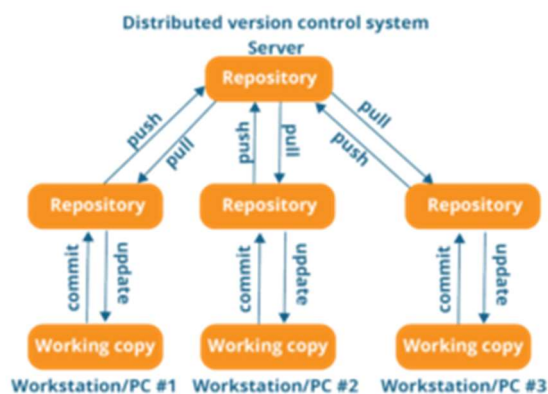 Distributed version control system
Server
Repository
push
pull
push
pull
pull
push
Repository
Repository
Repository
commit
update
commit
update
commit
update
Working copy
Working copy
Working copy
Workstation/PC #1
Workstation/PC #2
Workstation/PC #3